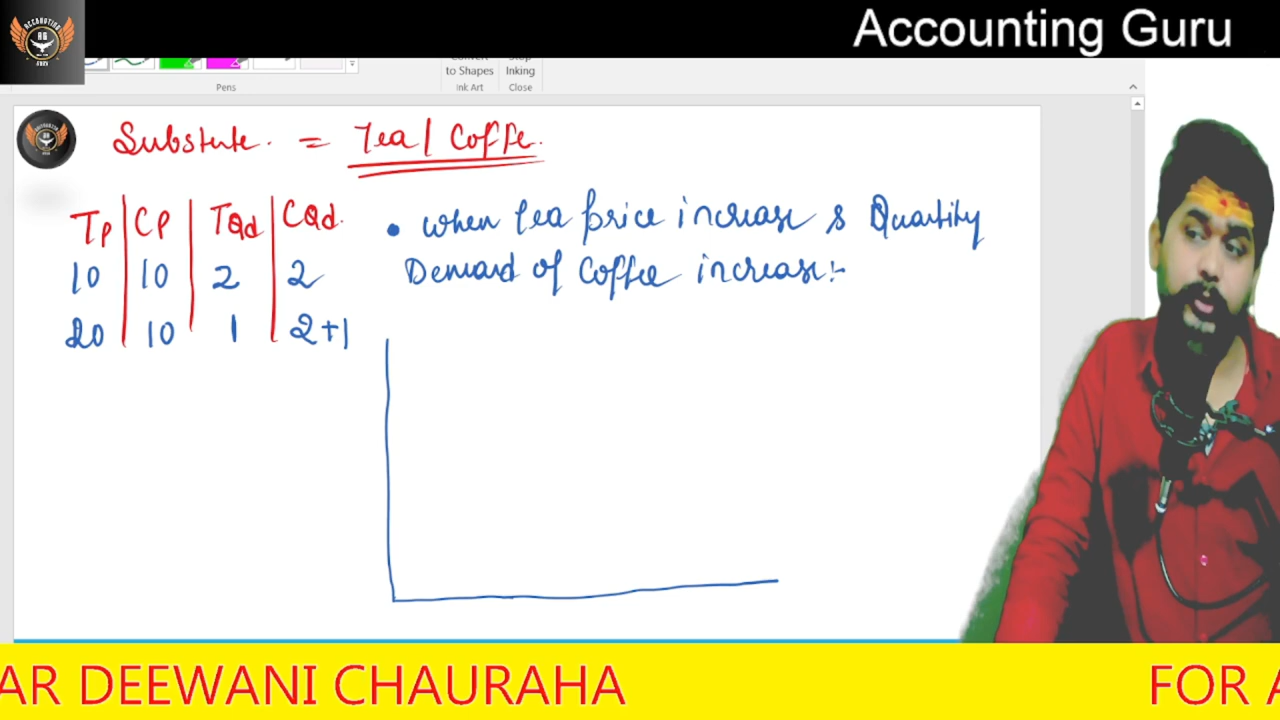 Accounting Guru
Convert Stop
to Shapes Inking
Pens Ink Art Close
Substute. = Tea / Coffe.
Tp Cp TQd CQd.
10 10 2 2
20 10 1 2+1
• When tea price increase & Quantity
Demand of Coffee increase:-
AR DEEWANI CHAURAHA FOR A